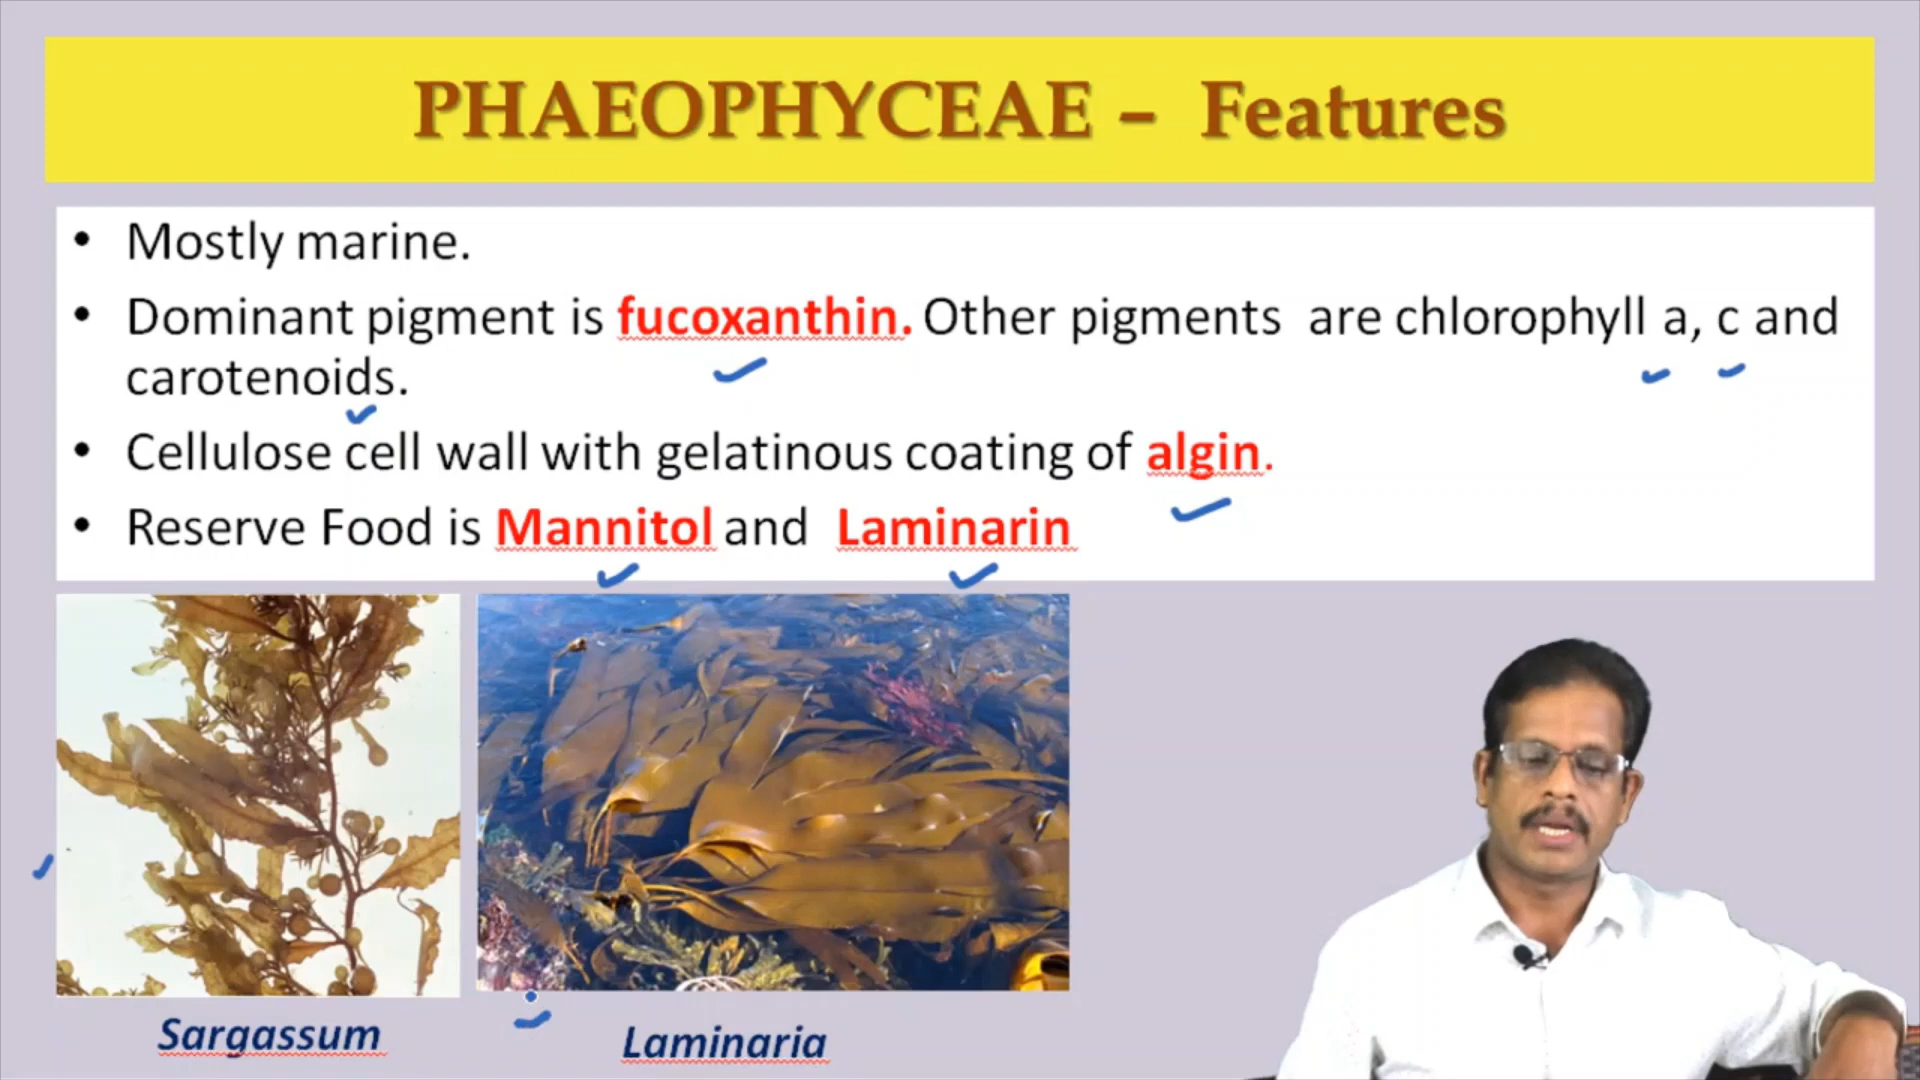 PHAEOPHYCEAE – Features
• Mostly marine.
• Dominant pigment is fucoxanthin. Other pigments are chlorophyll a, c and
carotenoids.
• Cellulose cell wall with gelatinous coating of algin.
• Reserve Food is Mannitol and Laminarin
Sargassum
Laminaria